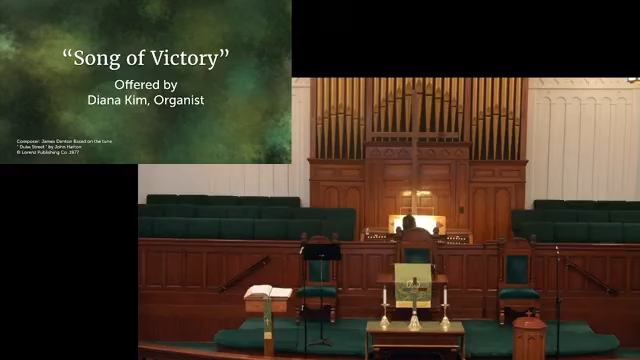 “Song of Victory”
Offered by
Diana Kim, Organist
Composer: James Denton Based on the tune
" Duke Street " by John Hatton
© Lorenz Publishing Co. 1977